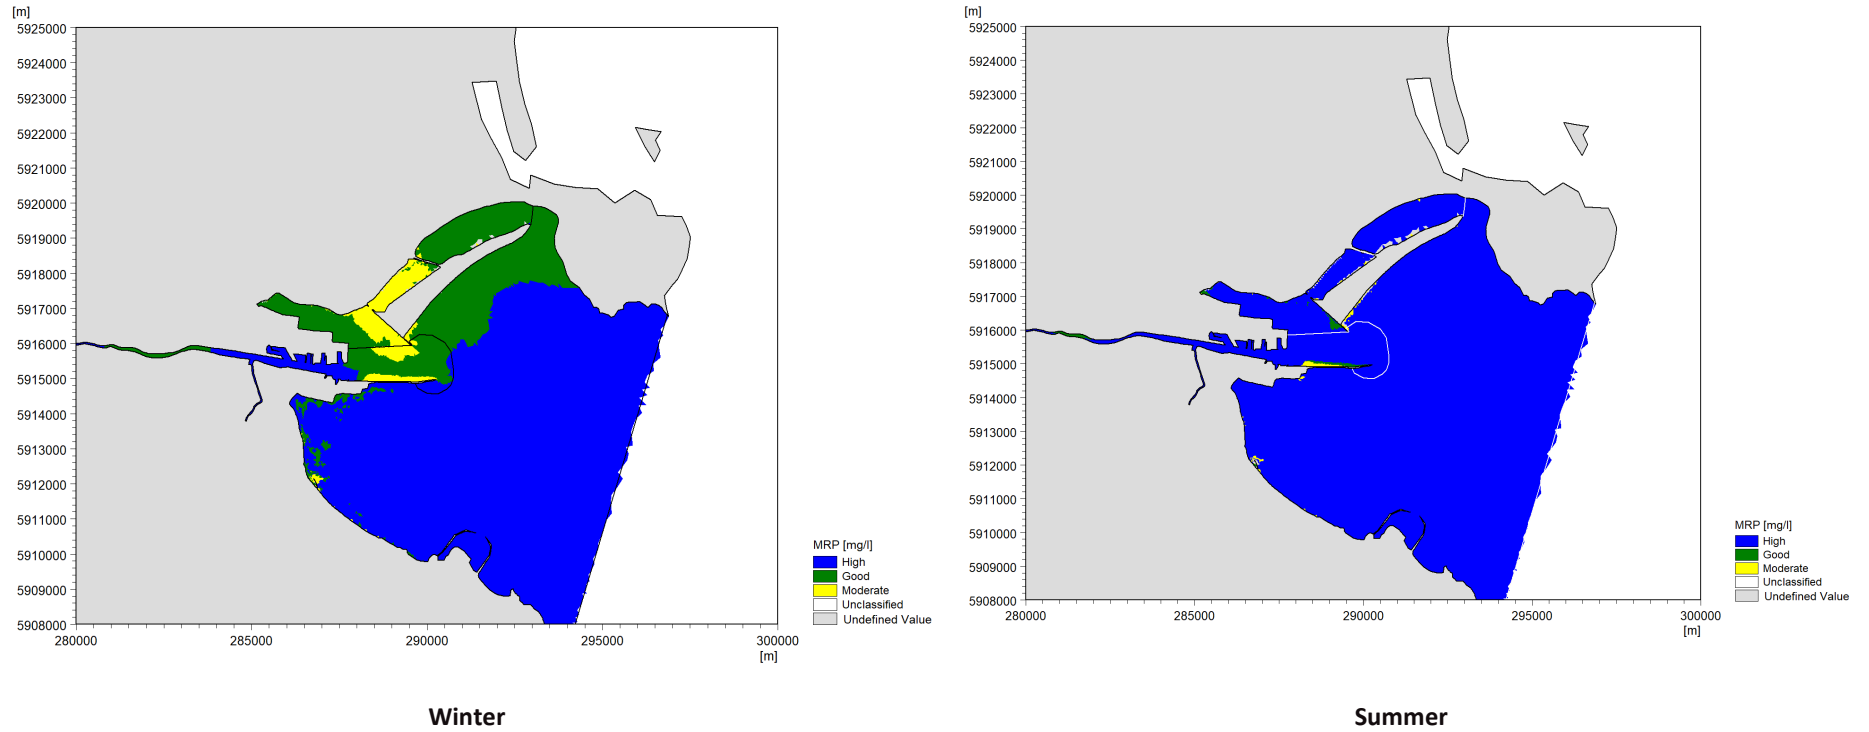 [m]
5925000
5924000
5923000
5922000
5921000
5920000
5919000
5918000
5917000
5916000
5915000
5914000
5913000
5912000
5911000
5910000
5909000
5908000
280000 285000 290000 295000 300000
[m]
MRP [mg/l]
High
Good
Moderate
Unclassified
Undefined Value
Winter
[m]
5925000
5924000
5923000
5922000
5921000
5920000
5919000
5918000
5917000
5916000
5915000
5914000
5913000
5912000
5911000
5910000
5909000
5908000
280000 285000 290000 295000 300000
[m]
MRP [mg/l]
High
Good
Moderate
Unclassified
Undefined Value
Summer